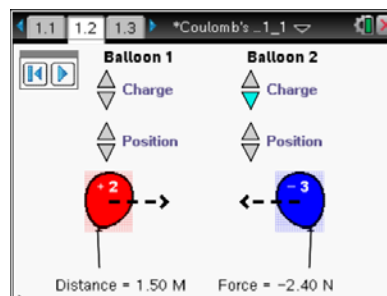 1.1 1.2 1.3 *Coulomb's …1_1
Balloon 1 Balloon 2
Charge Charge
Position Position
+2 -3
Distance = 1.50 M Force = -2.40 N